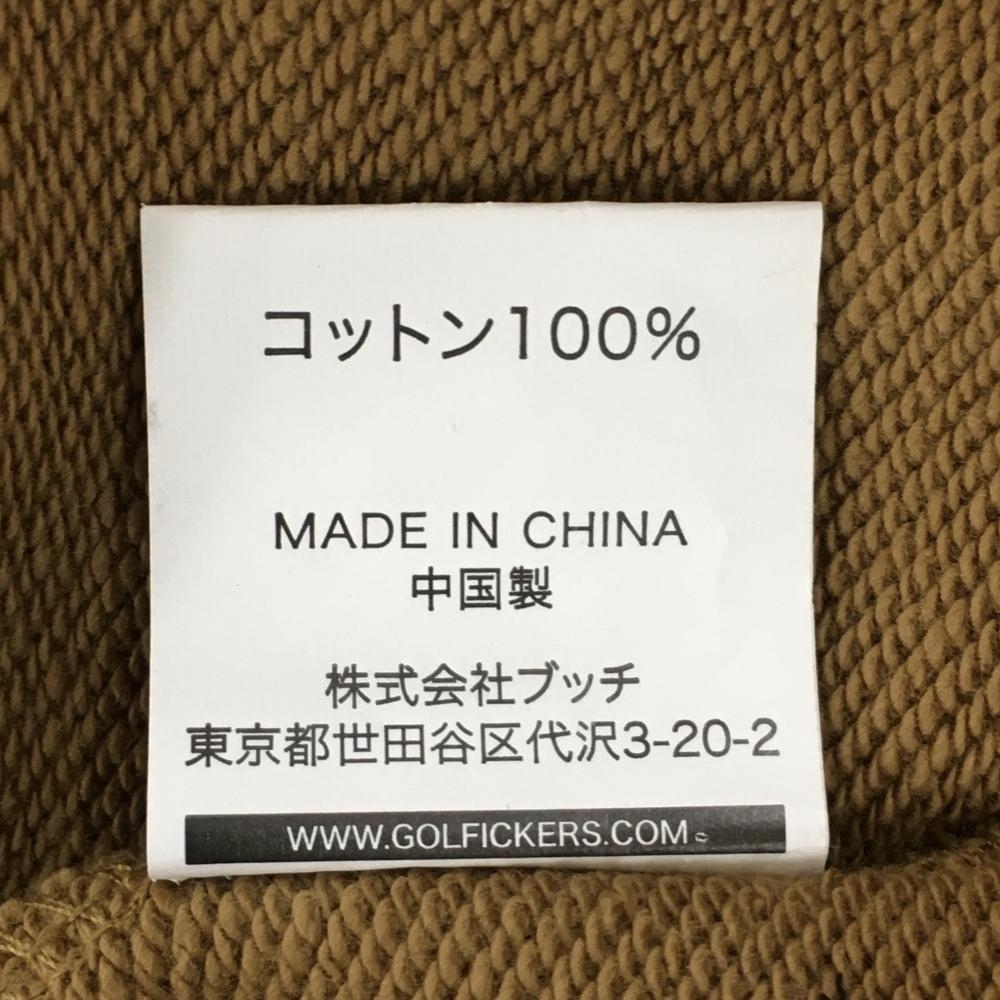 コットン100%
MADE IN CHINA
中国製
株式会社ブッチ
東京都世田谷区代沢3-20-2
WWW.GOLFICKERS.COM